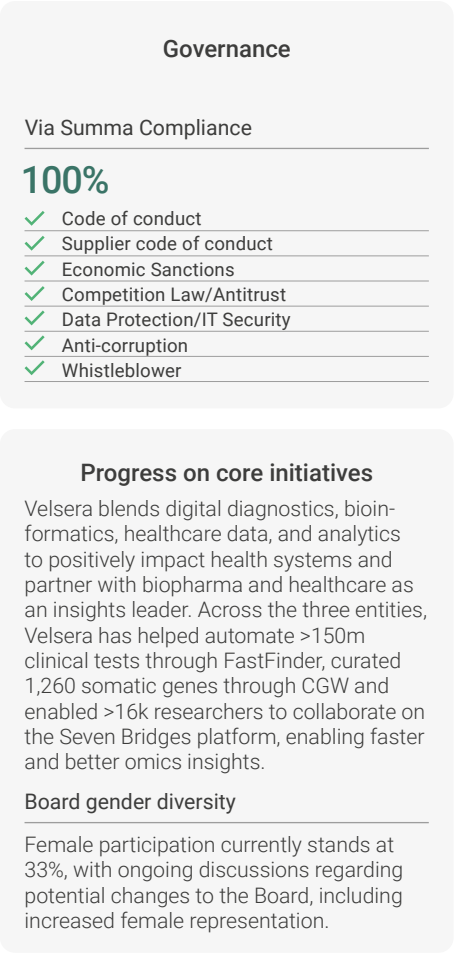 Governance
Via Summa Compliance
100%
Code of conduct
Supplier code of conduct
Economic Sanctions
Competition Law/Antitrust
Data Protection/IT Security
Anti-corruption
Whistleblower
Progress on core initiatives
Velsera blends digital diagnostics, bioin-
formatics, healthcare data, and analytics
to positively impact health systems and
partner with biopharma and healthcare as
an insights leader. Across the three entities,
Velsera has helped automate >150m
clinical tests through FastFinder, curated
1,260 somatic genes through CGW and
enabled >16k researchers to collaborate on
the Seven Bridges platform, enabling faster
and better omics insights.
Board gender diversity
Female participation currently stands at
33%, with ongoing discussions regarding
potential changes to the Board, including
increased female representation.